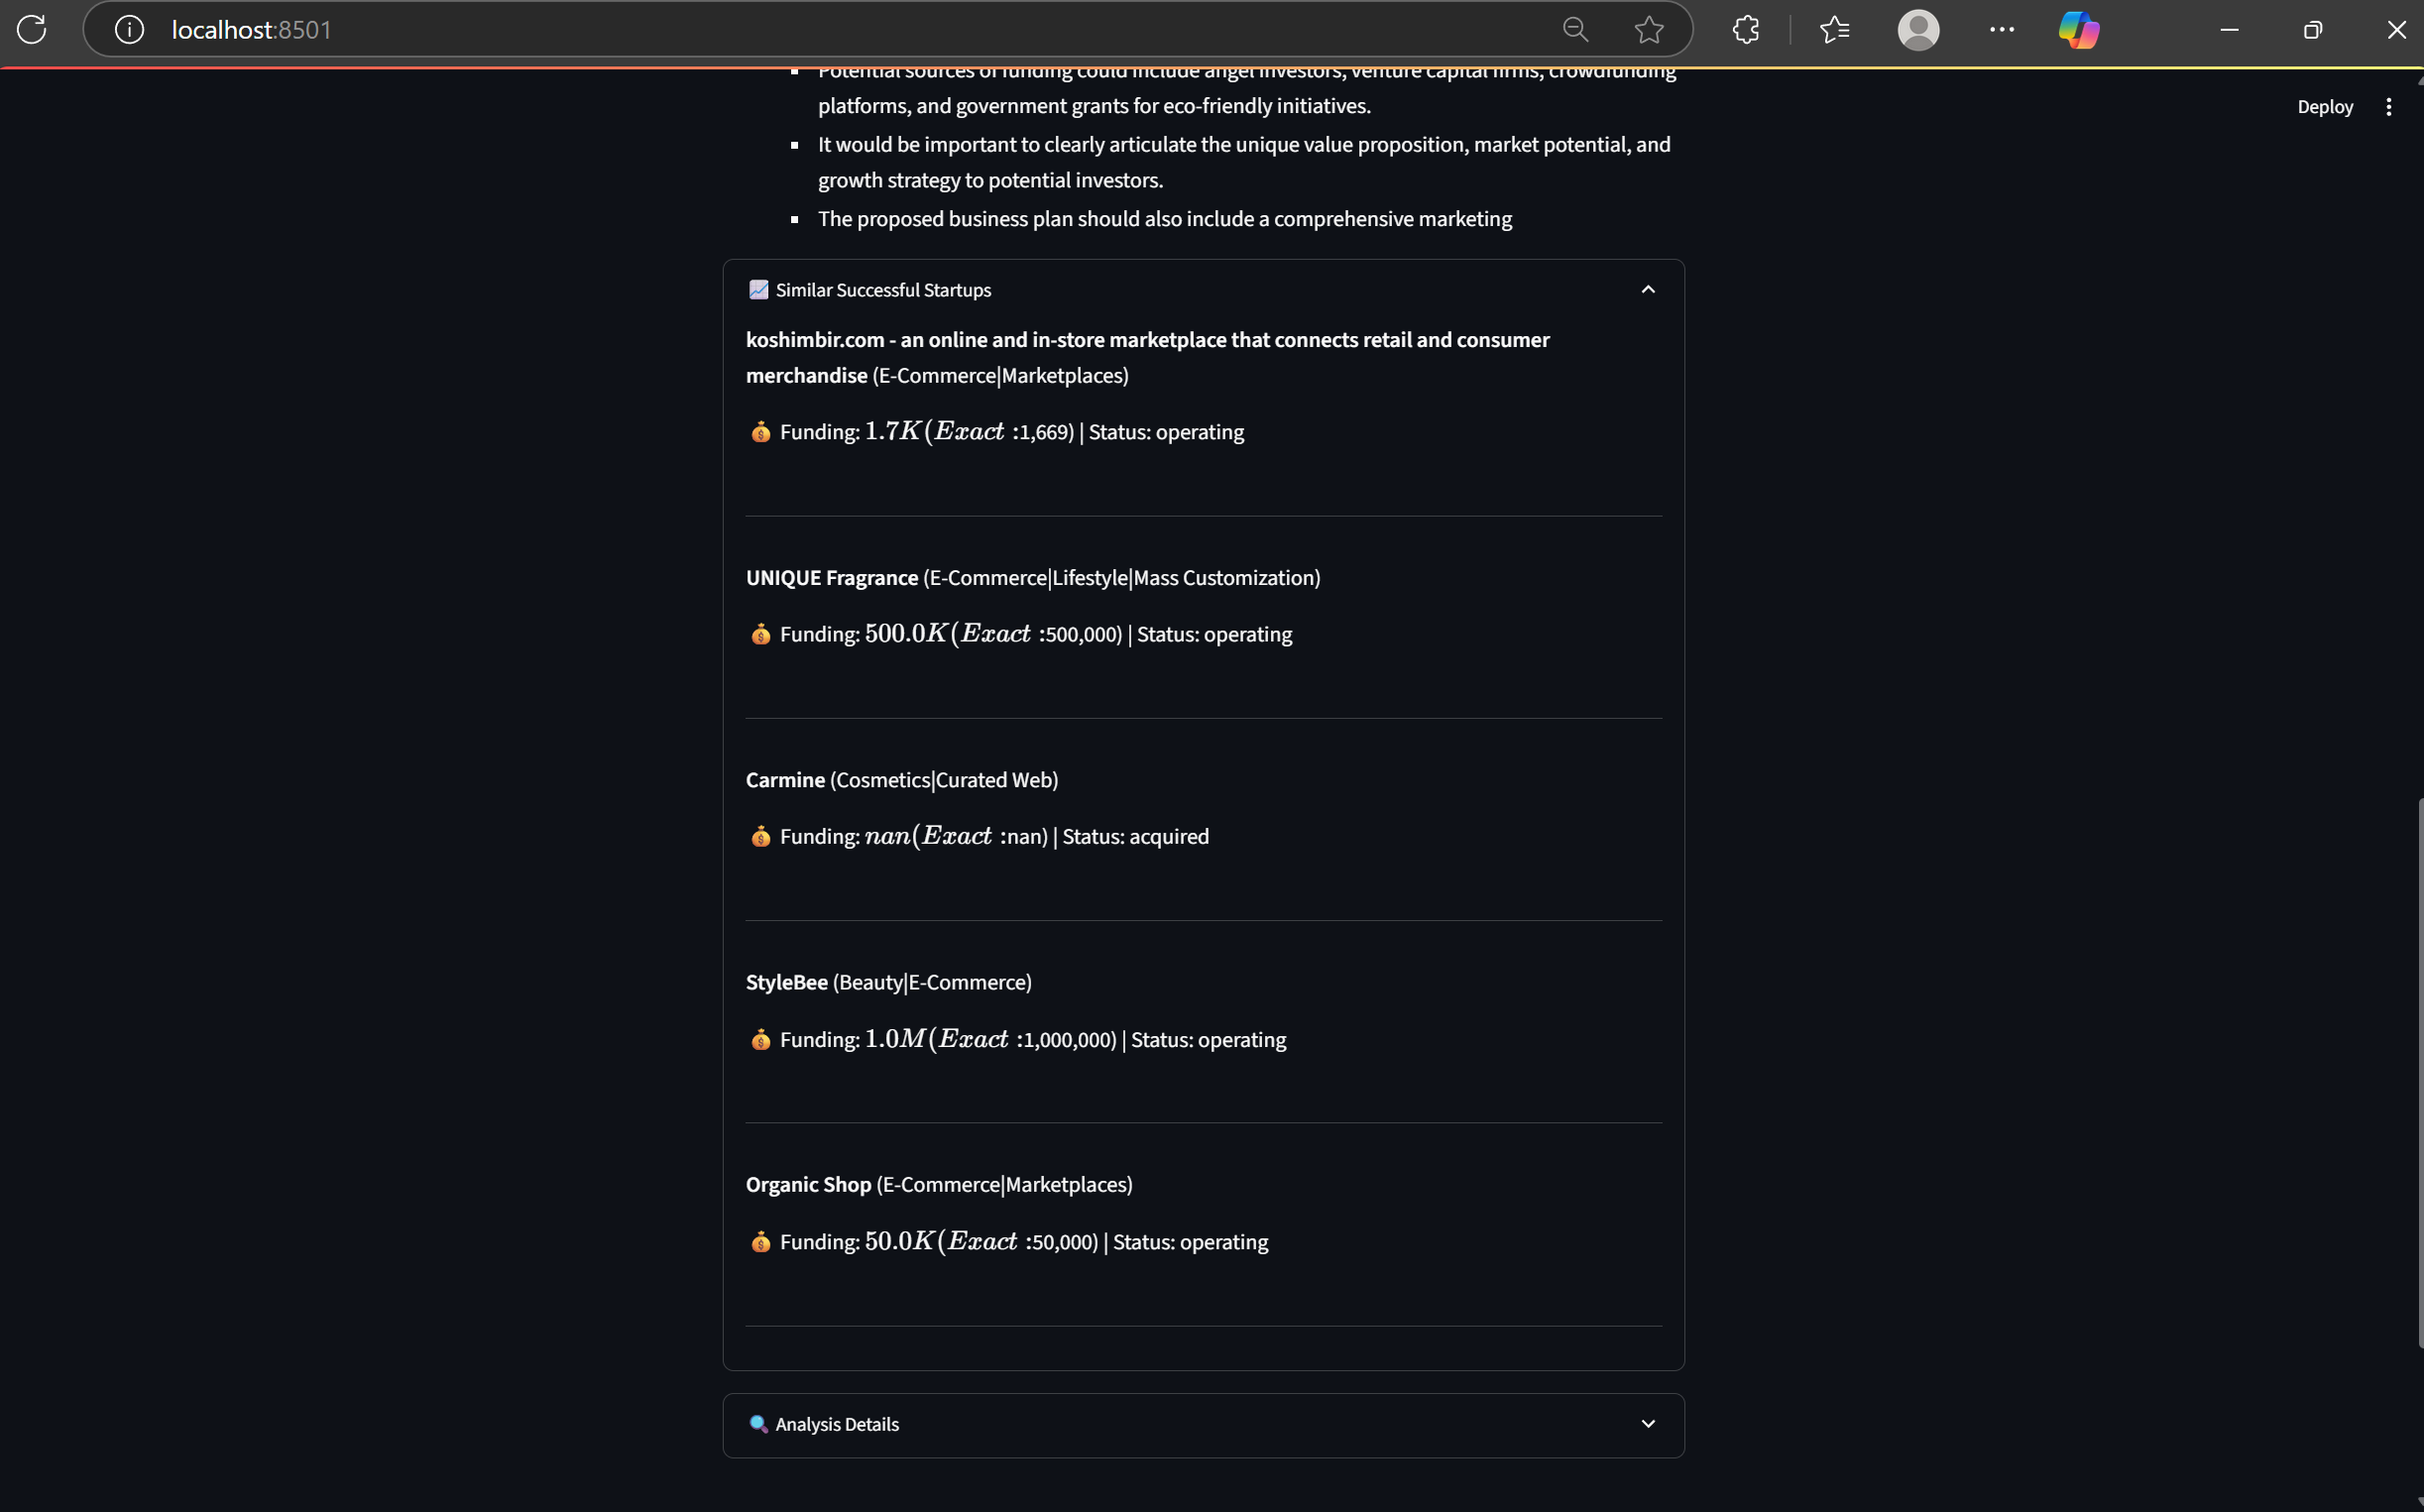 localhost:8501
Deploy
Potential sources of funding could include angel investors, venture capital firms, crowdfunding
platforms, and government grants for eco-friendly initiatives.
It would be important to clearly articulate the unique value proposition, market potential, and
growth strategy to potential investors.
The proposed business plan should also include a comprehensive marketing
Similar Successful Startups
koshimbir.com - an online and in-store marketplace that connects retail and consumer
merchandise (E-Commerce|Marketplaces)
Funding: 1.7K(Exact :1,669) | Status: operating
UNIQUE Fragrance (E-Commerce|Lifestyle|Mass Customization)
Funding: 500.0K(Exact :500,000) | Status: operating
Carmine (Cosmetics|Curated Web)
Funding: nan(Exact :nan) | Status: acquired
StyleBee (Beauty|E-Commerce)
Funding: 1.0M(Exact :1,000,000) | Status: operating
Organic Shop (E-Commerce|Marketplaces)
Funding: 50.0K(Exact :50,000) | Status: operating
Analysis Details